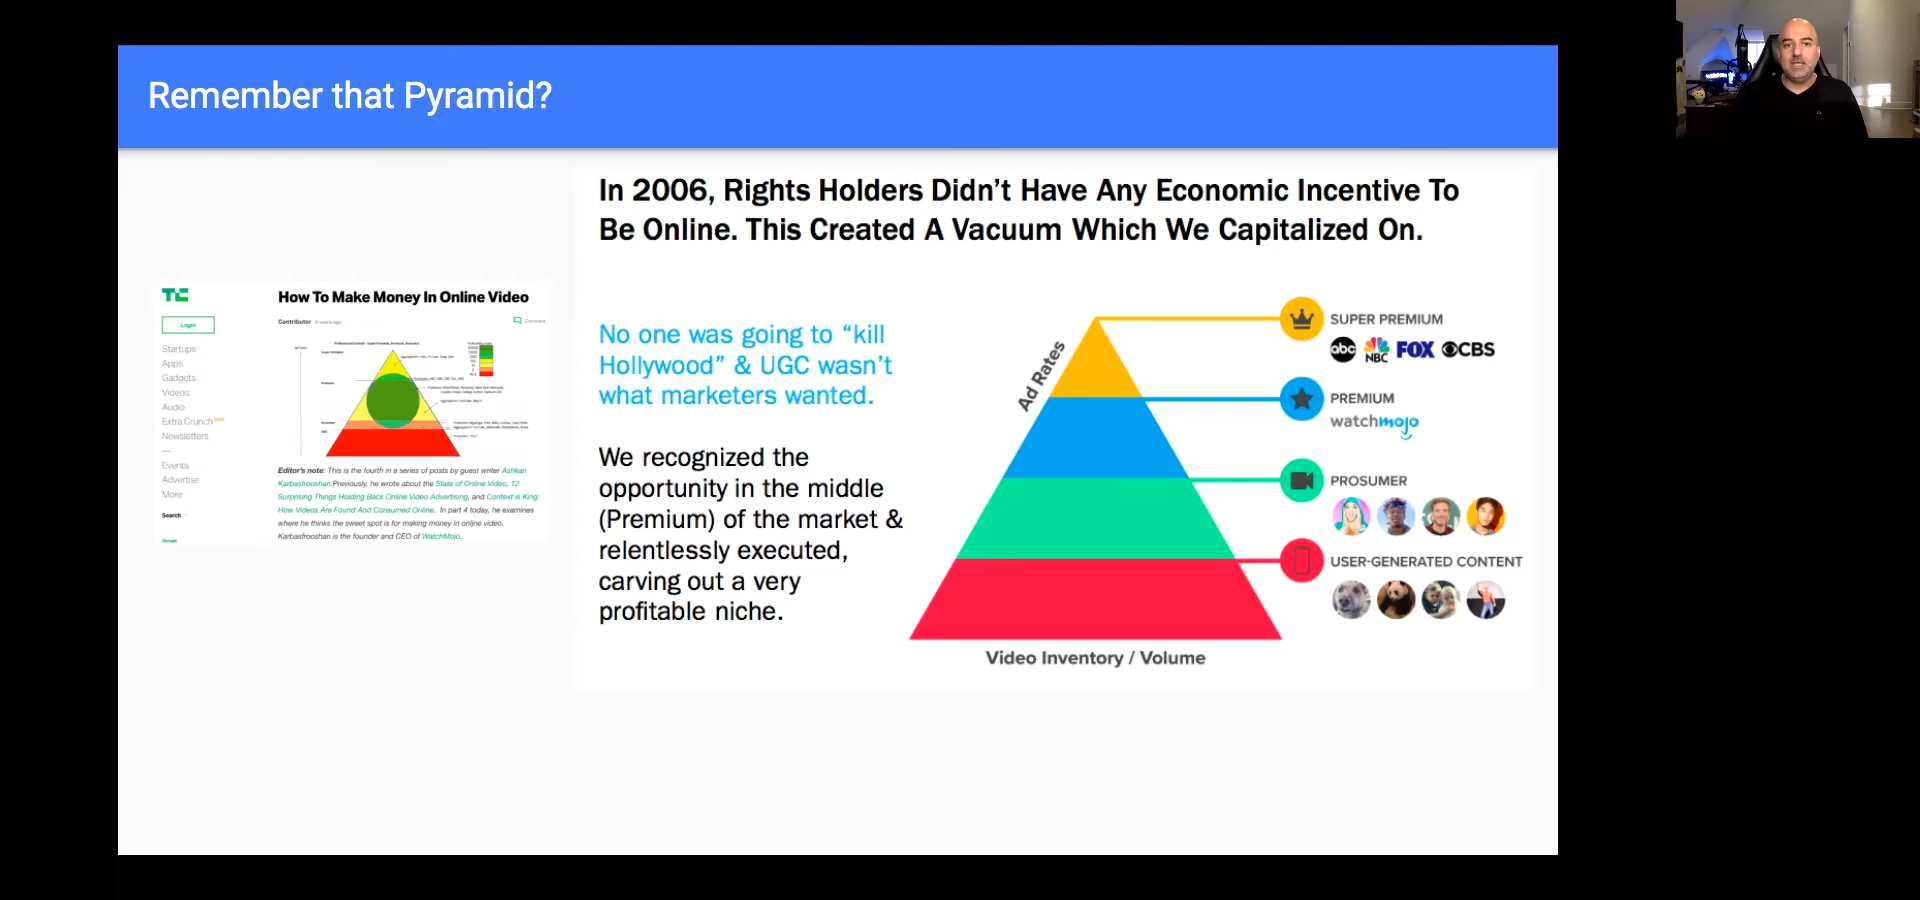 Remember that Pyramid?
In 2006, Rights Holders Didn't Have Any Economic Incentive To
Be Online. This Created A Vacuum Which We Capitalized On.
TC
Login
Startups
Apps
Gadgets
Videos
Audio
Extra Crunch
Newsletters
—
Events
Advertise
More
Search
Google
How To Make Money In Online Video
Contributor
Comment
Editor's note: This is the fourth in a series of posts by guest writer Ashkan
Karbasfrooshan.Previously, he wrote about the State of Online Video, 12
Surprising Things Holding Back Online Video Advertising, and Context is King:
How Videos Are Found And Consumed Online. In part 4 today, he examines
where he thinks the sweet spot is for making money in online video.
Karbasfrooshan is the founder and CEO of WatchMojo.
No one was going to “kill
Hollywood” & UGC wasn’t
what marketers wanted.
We recognized the
opportunity in the middle
(Premium) of the market &
relentlessly executed,
carving out a very
profitable niche.
Ad Rates
Video Inventory / Volume
SUPER PREMIUM
abc NBC FOX CBS
PREMIUM
watchmojo
PROSUMER
USER-GENERATED CONTENT